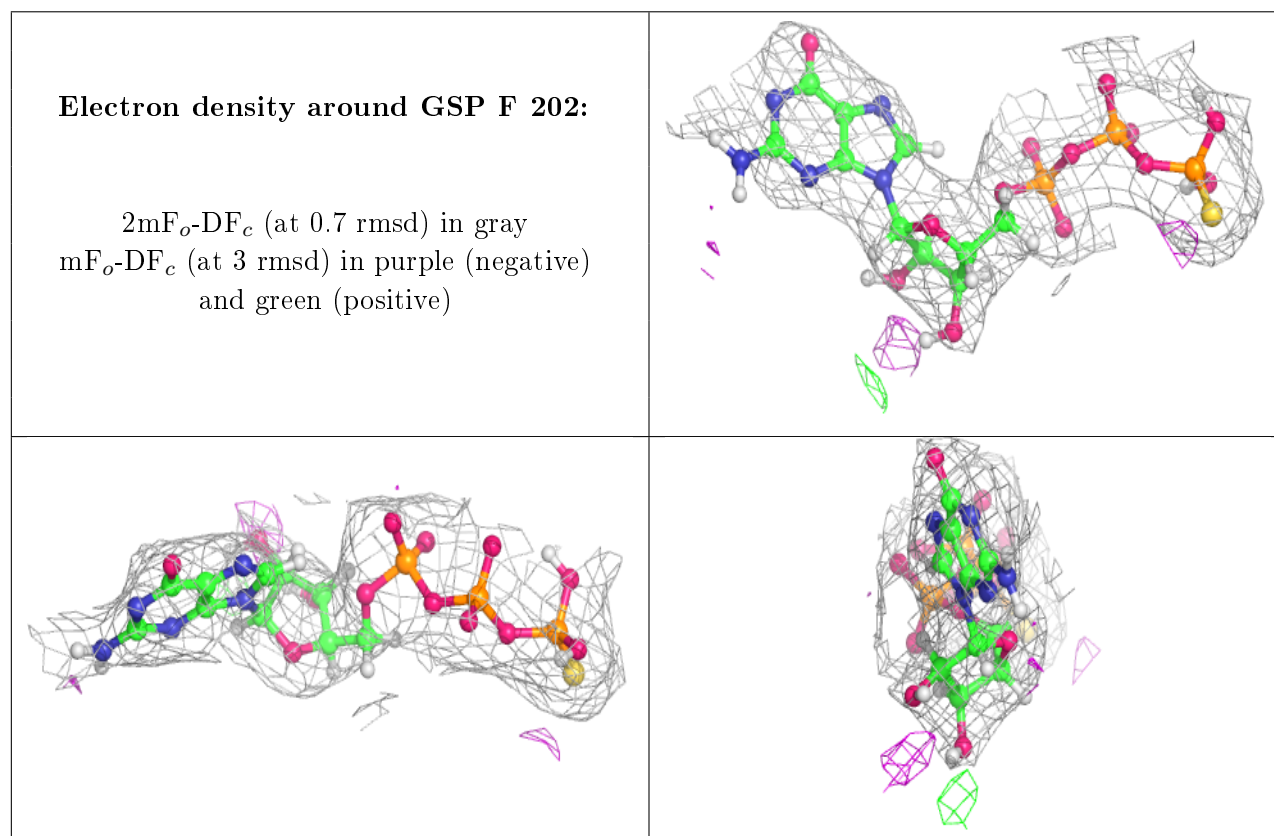 Electron density around GSP F 202:
2mFₒ-DF𝒸 (at 0.7 rmsd) in gray
mFₒ-DF𝒸 (at 3 rmsd) in purple (negative)
and green (positive)